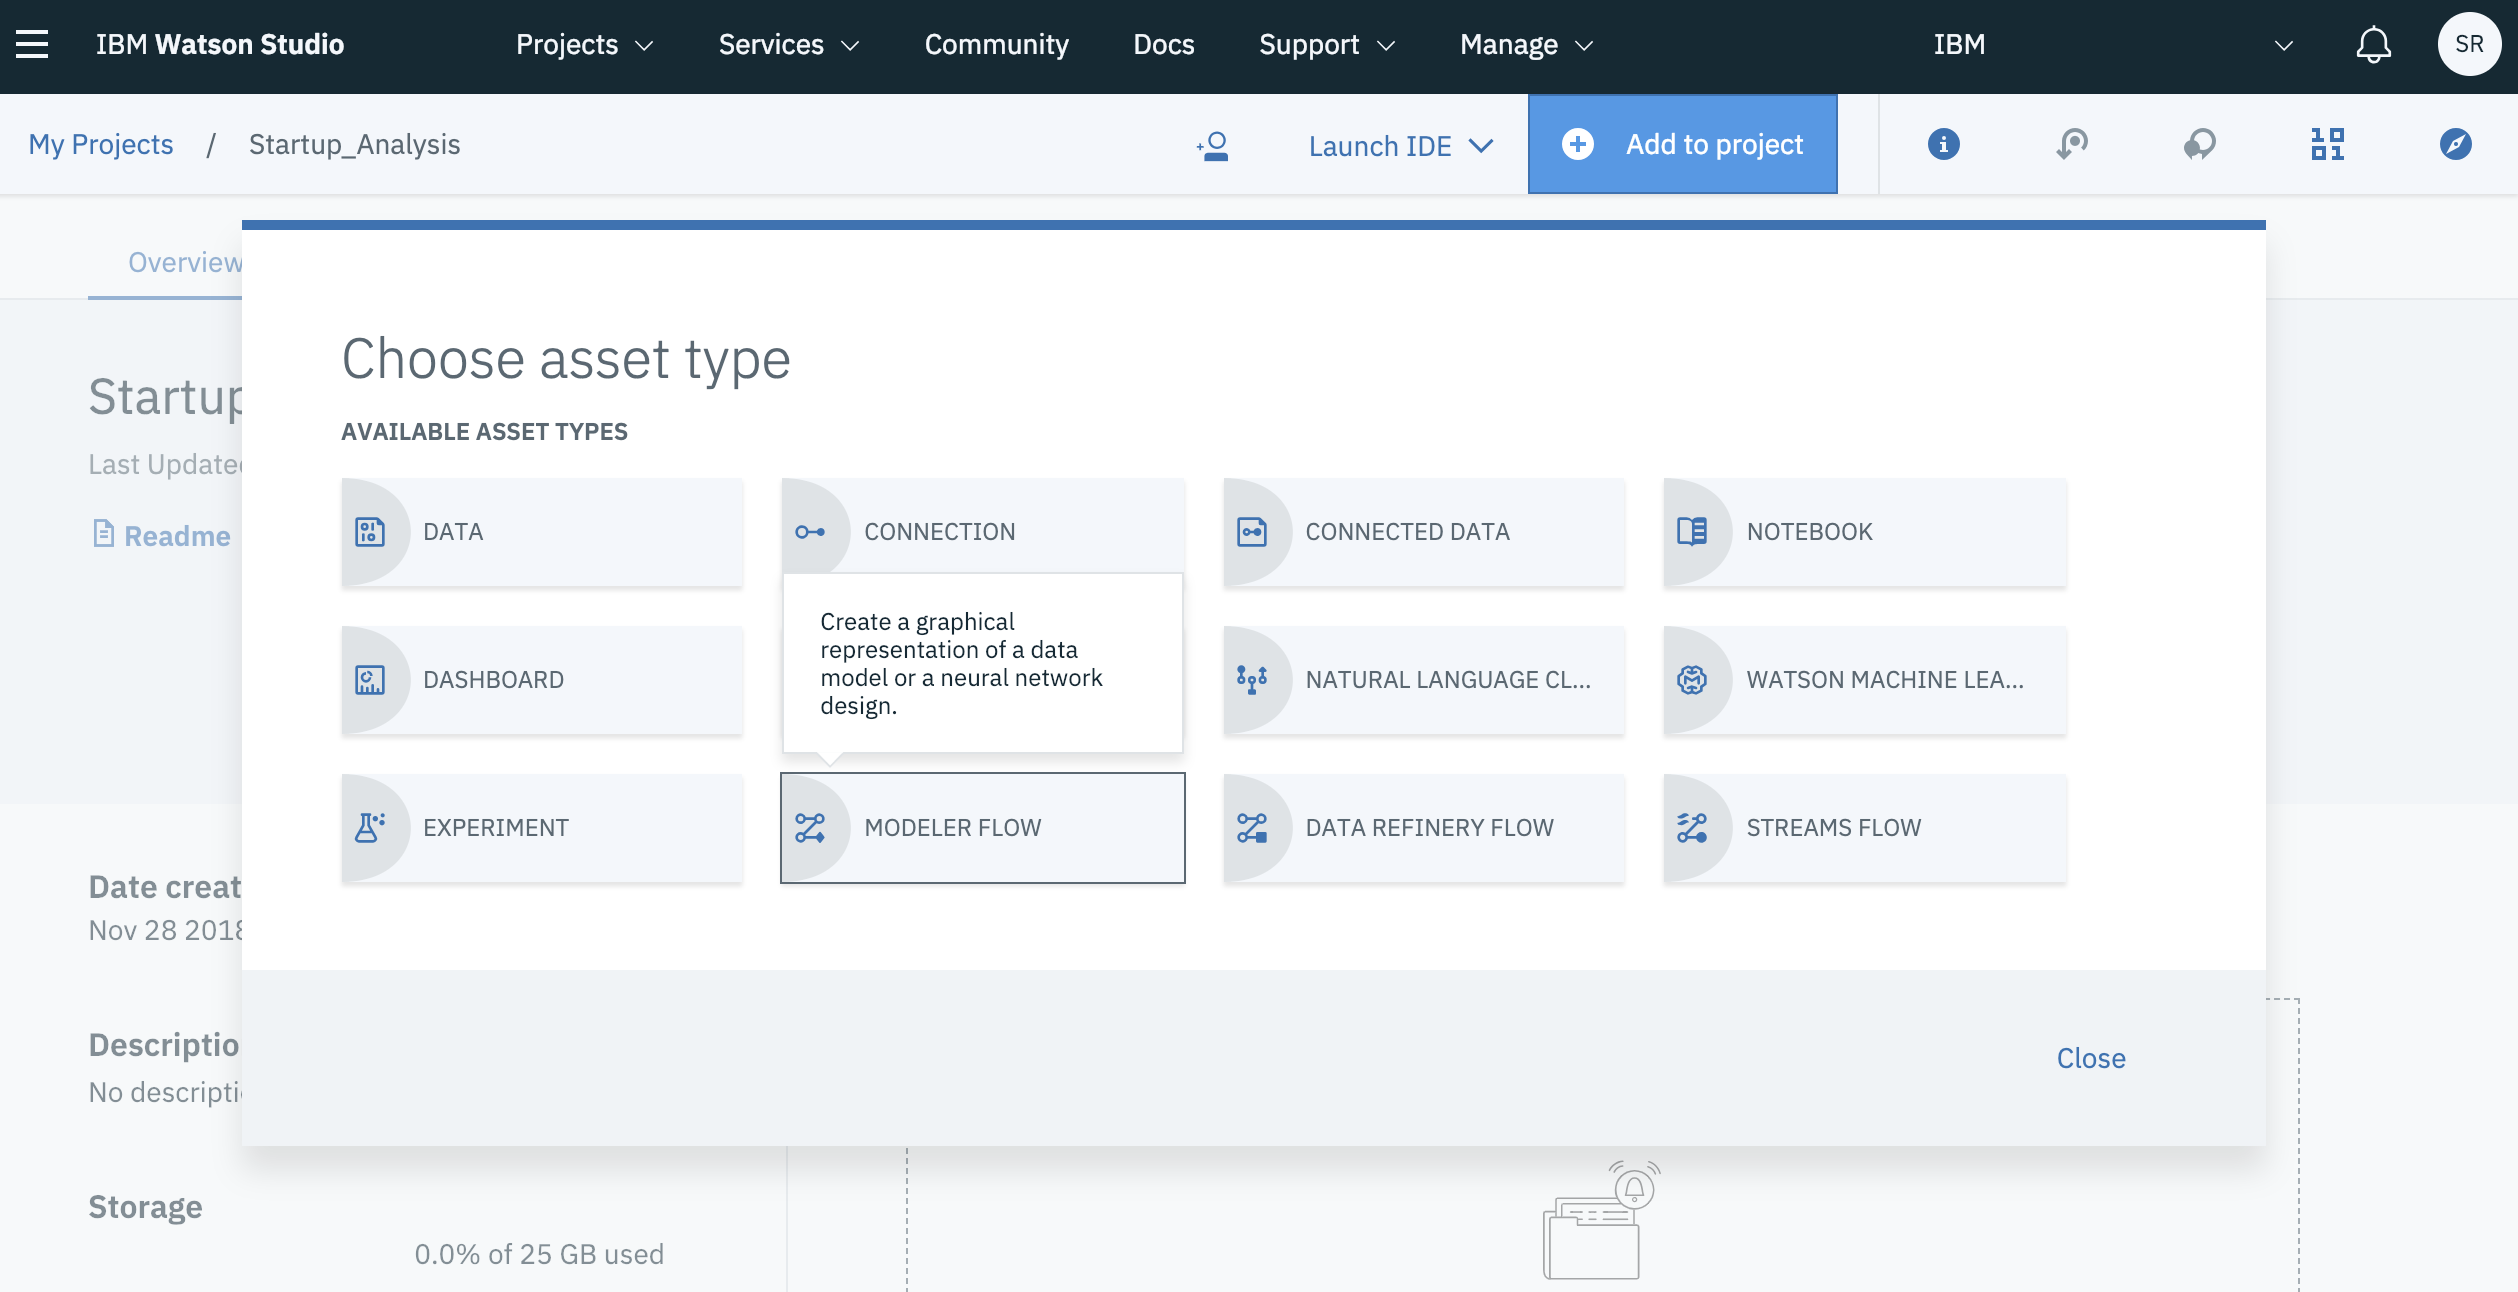 IBM Watson Studio
Projects
Services
Community
Docs
Support
Manage
IBM
SR
My Projects / Startup_Analysis
Launch IDE
Add to project
Overview
Choose asset type
AVAILABLE ASSET TYPES
Startup
Last Updated
Readme
DATA
CONNECTION
CONNECTED DATA
NOTEBOOK
Create a graphical
representation of a data
model or a neural network
design.
DASHBOARD
NATURAL LANGUAGE CL...
WATSON MACHINE LEA...
EXPERIMENT
MODELER FLOW
DATA REFINERY FLOW
STREAMS FLOW
Date creat
Nov 28 2018
Descriptio
No descripti
Close
Storage
0.0% of 25 GB used